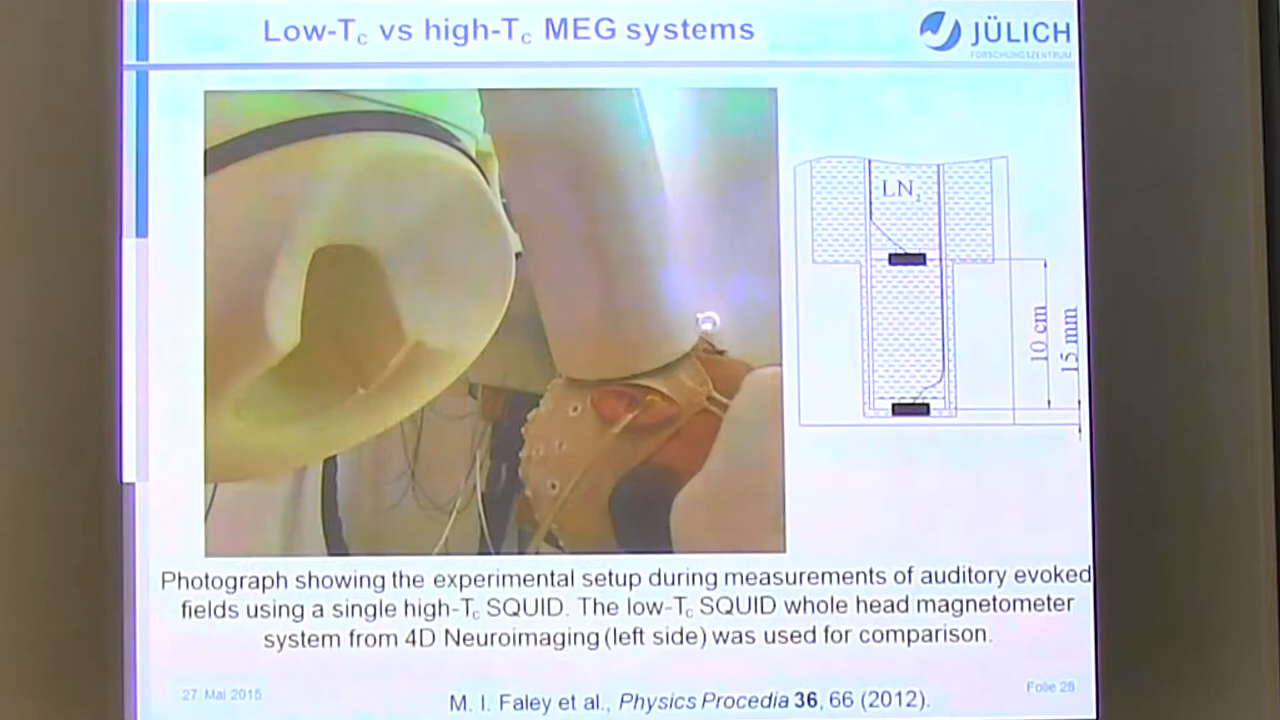 Low-Tc vs high-Tc MEG systems
JÜLICH
FORSCHUNGSZENTRUM
LN2
10 cm
15 mm
Photograph showing the experimental setup during measurements of auditory evoked
fields using a single high-Tc SQUID. The low-Tc SQUID whole head magnetometer
system from 4D Neuroimaging (left side) was used for comparison.
27. Mai 2015
Folie 28
M. I. Faley et al., Physics Procedia 36, 66 (2012).